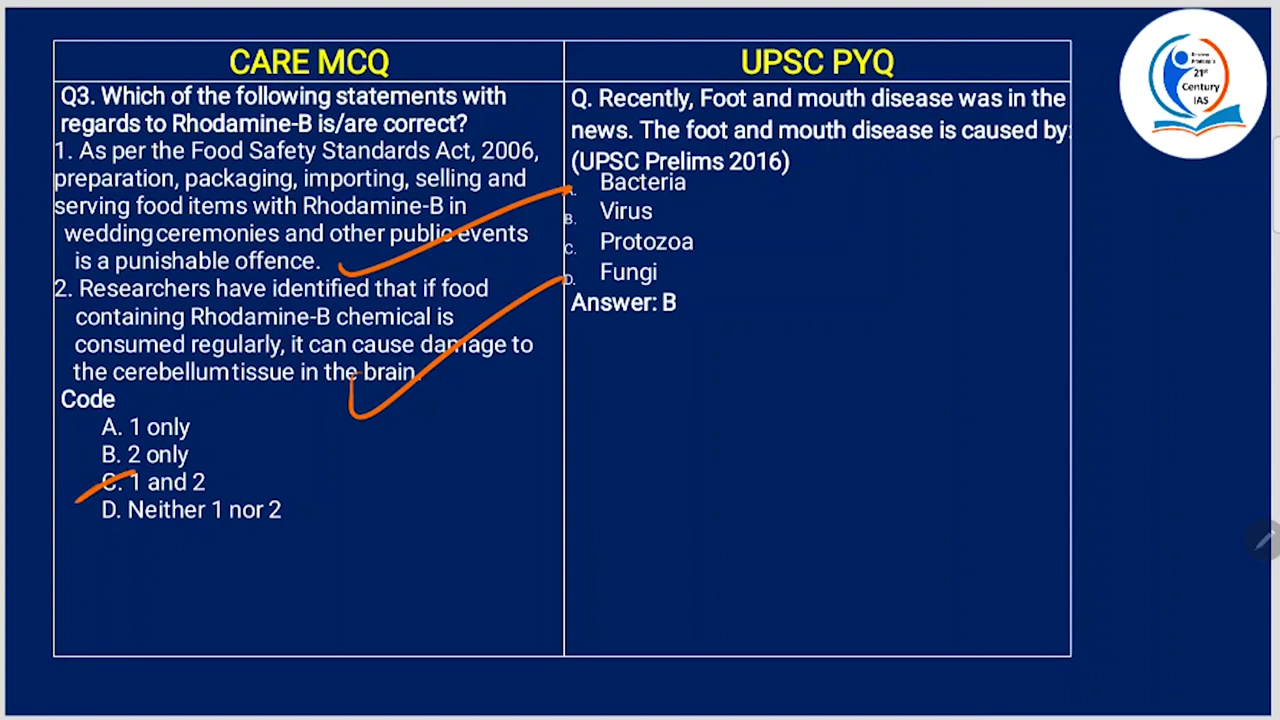 CARE MCQ
Q3. Which of the following statements with
regards to Rhodamine-B is/are correct?
1. As per the Food Safety Standards Act, 2006,
preparation, packaging, importing, selling and
serving food items with Rhodamine-B in
wedding ceremonies and other public events
is a punishable offence.
2. Researchers have identified that if food
containing Rhodamine-B chemical is
consumed regularly, it can cause damage to
the cerebellum tissue in the brain.
Code
A. 1 only
B. 2 only
C. 1 and 2
D. Neither 1 nor 2
UPSC PYQ
Q. Recently, Foot and mouth disease was in the
news. The foot and mouth disease is caused by:
(UPSC Prelims 2016)
A. Bacteria
B. Virus
C. Protozoa
D. Fungi
Answer: B
21st
Century
IAS